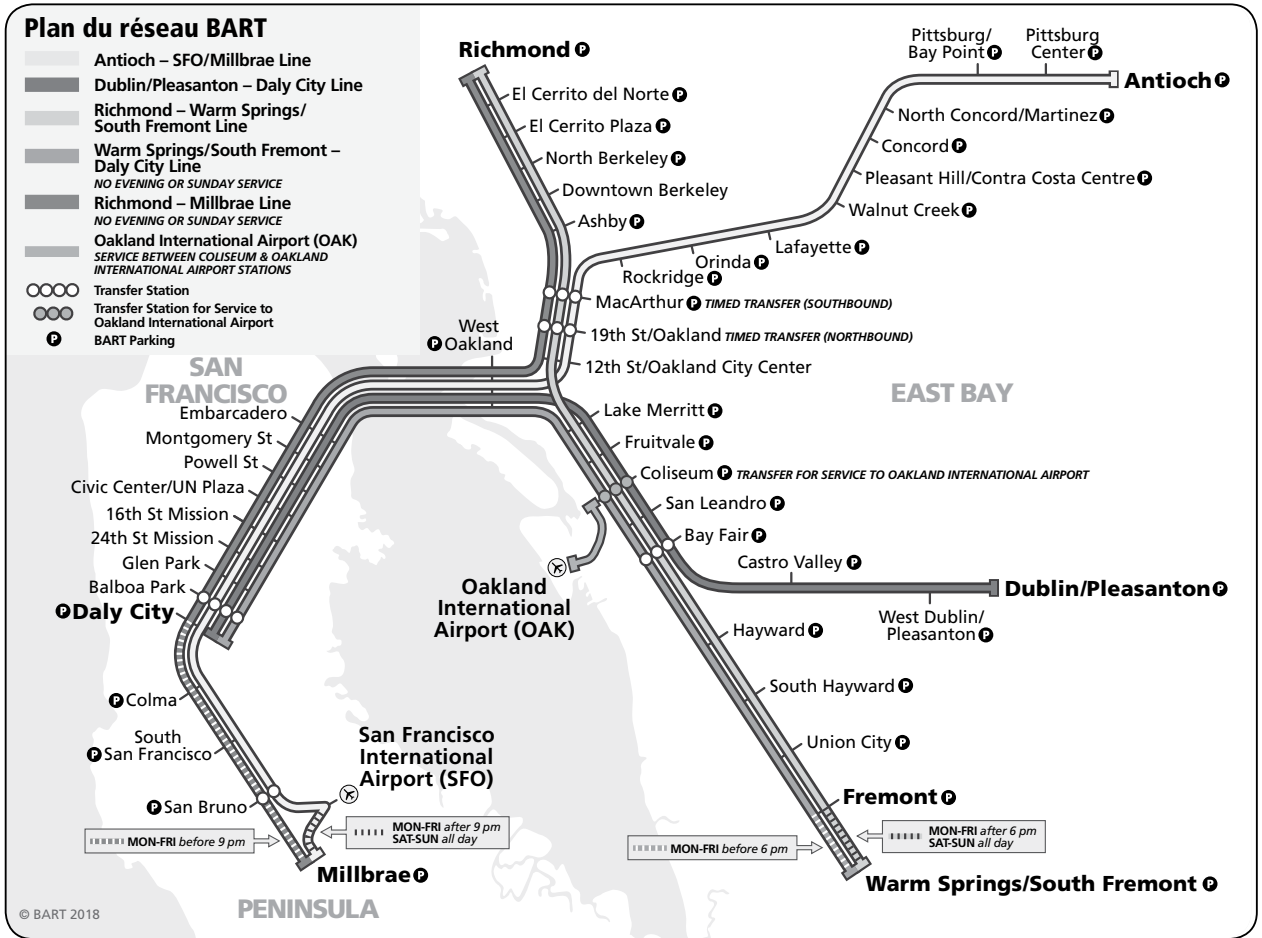 Plan du réseau BART
Antioch – SFO/Millbrae Line
Dublin/Pleasanton – Daly City Line
Richmond – Warm Springs/
South Fremont Line
Warm Springs/South Fremont –
Daly City Line
NO EVENING OR SUNDAY SERVICE
Richmond – Millbrae Line
NO EVENING OR SUNDAY SERVICE
Oakland International Airport (OAK)
SERVICE BETWEEN COLISEUM & OAKLAND
INTERNATIONAL AIRPORT STATIONS
Transfer Station
Transfer Station for Service to
Oakland International Airport
P BART Parking
Richmond P
El Cerrito del Norte P
El Cerrito Plaza P
North Berkeley P
Downtown Berkeley
Ashby P
Pittsburg/
Bay Point P
Pittsburg
Center P
Antioch P
North Concord/Martinez P
Concord P
Pleasant Hill/Contra Costa Centre P
Walnut Creek P
Lafayette P
Orinda P
Rockridge P
MacArthur P TIMED TRANSFER (SOUTHBOUND)
19th St/Oakland TIMED TRANSFER (NORTHBOUND)
12th St/Oakland City Center
West
P Oakland
SAN
FRANCISCO
EAST BAY
Embarcadero
Montgomery St
Powell St
Civic Center/UN Plaza
16th St Mission
24th St Mission
Glen Park
Balboa Park
P Daly City
Lake Merritt P
Fruitvale P
Coliseum P TRANSFER FOR SERVICE TO OAKLAND INTERNATIONAL AIRPORT
San Leandro P
Bay Fair P
Castro Valley P
Dublin/Pleasanton P
West Dublin/
Pleasanton P
Oakland
International
Airport (OAK)
Hayward P
South Hayward P
Union City P
Fremont P
P Colma
South
P San Francisco
San Francisco
International
Airport (SFO)
P San Bruno
MON-FRI before 9 pm
MON-FRI after 9 pm
SAT-SUN all day
Millbrae P
MON-FRI before 6 pm
MON-FRI after 6 pm
SAT-SUN all day
Warm Springs/South Fremont P
PENINSULA
© BART 2018